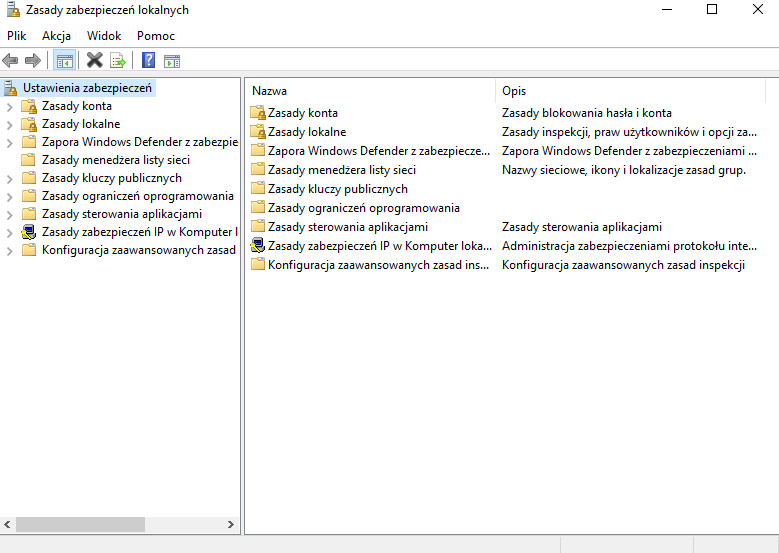 Zasady zabezpieczeń lokalnych
Plik Akcja Widok Pomoc
Ustawienia zabezpieczeń
Zasady konta
Zasady lokalne
Zapora Windows Defender z zabezpie
Zasady menedżera listy sieci
Zasady kluczy publicznych
Zasady ograniczeń oprogramowania
Zasady sterowania aplikacjami
Zasady zabezpieczeń IP w Komputer l
Konfiguracja zaawansowanych zasad
Nazwa Opis
Zasady konta Zasady blokowania hasła i konta
Zasady lokalne Zasady inspekcji, praw użytkowników i opcji za...
Zapora Windows Defender z zabezpiecze... Zapora Windows Defender z zabezpieczeniami ...
Zasady menedżera listy sieci Nazwy sieciowe, ikony i lokalizacje zasad grup.
Zasady kluczy publicznych
Zasady ograniczeń oprogramowania
Zasady sterowania aplikacjami Zasady sterowania aplikacjami
Zasady zabezpieczeń IP w Komputer loka... Administracja zabezpieczeniami protokołu inte...
Konfiguracja zaawansowanych zasad ins... Konfiguracja zaawansowanych zasad inspekcji